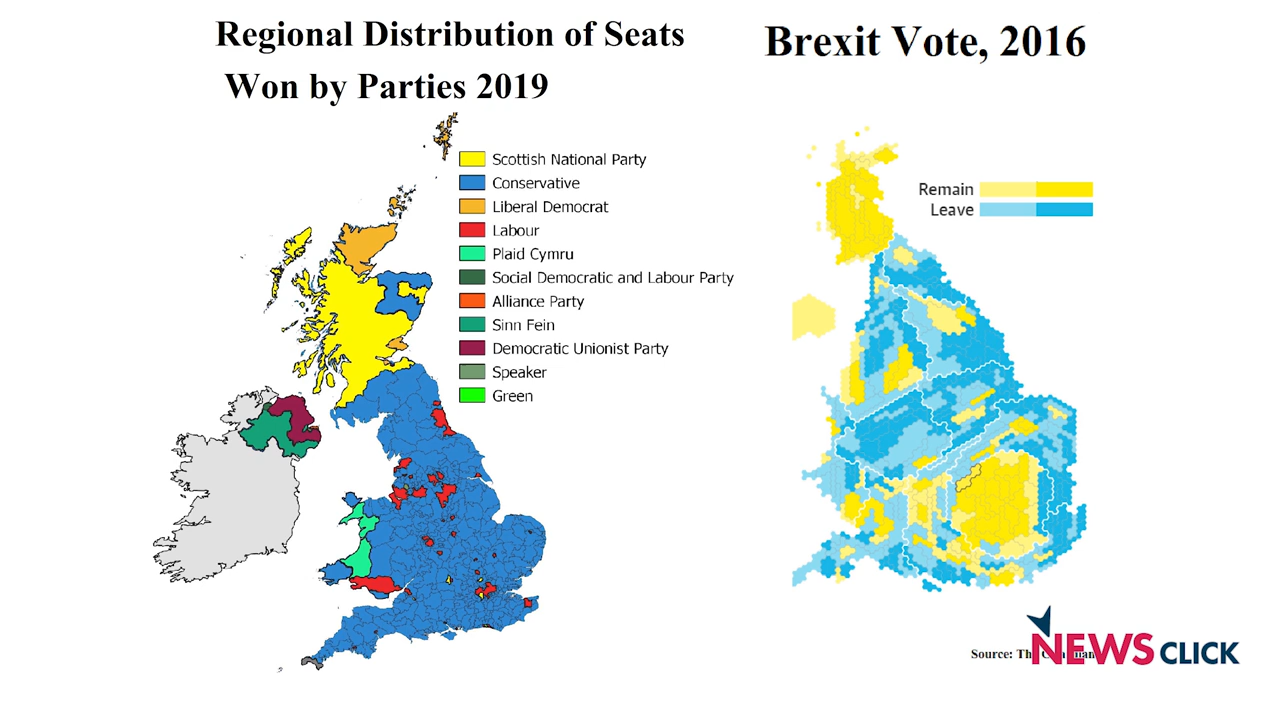 Regional Distribution of Seats
Won by Parties 2019
Brexit Vote, 2016
Scottish National Party
Conservative
Liberal Democrat
Labour
Plaid Cymru
Social Democratic and Labour Party
Alliance Party
Sinn Fein
Democratic Unionist Party
Speaker
Green
Remain
Leave
Source:
NEWSCLICK